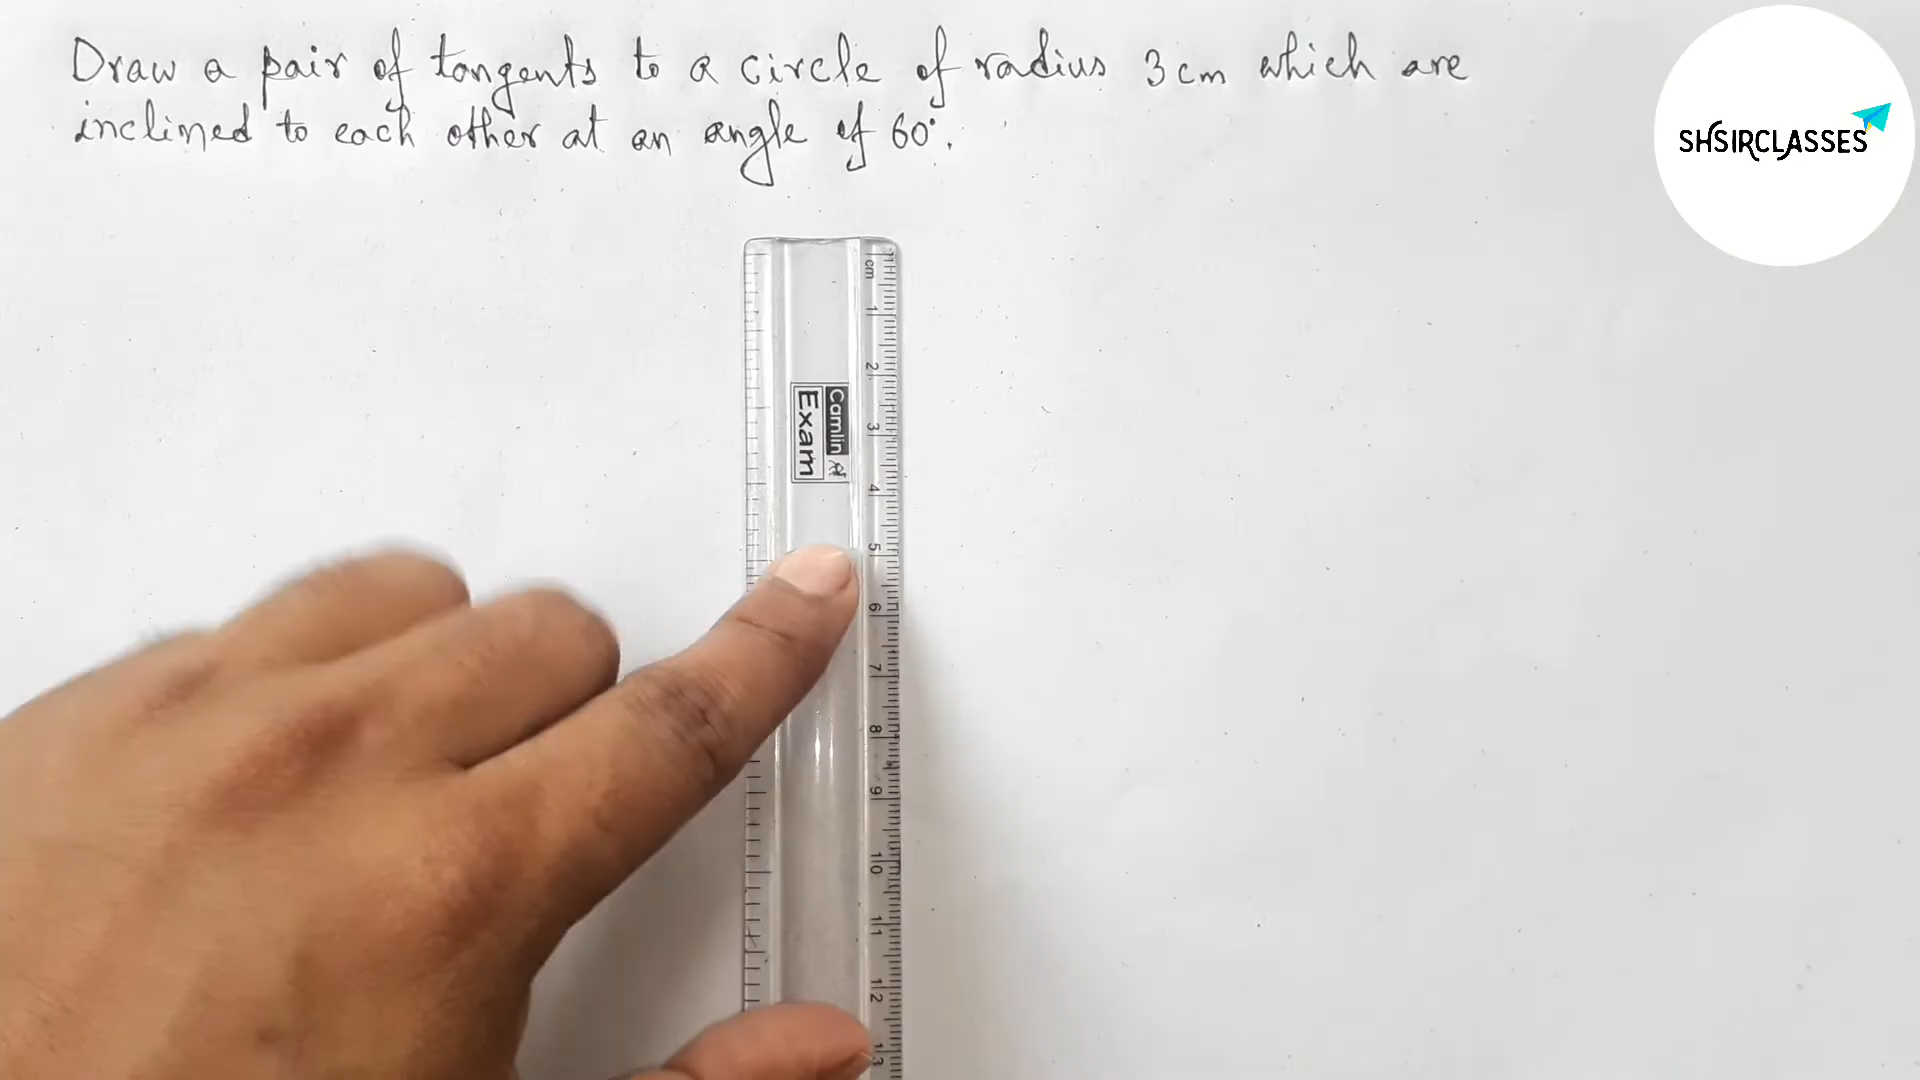 Draw a pair of tangents to a circle of radius 3 cm which are
inclined to each other at an angle of 60°.
SHSIRCLASSES
cm 1 2 3 4 5 6 7 8 9 10 11 12 13
Camlin
Exam